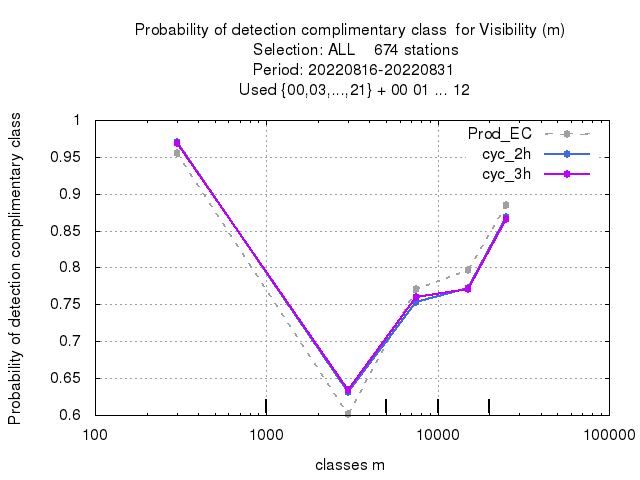 Probability of detection complimentary class  for Visibility (m)
Selection: ALL    674 stations
Period: 20220816-20220831
Used {00,03,...,21} + 00 01 ... 12
Probability of detection complimentary class
1
0.95
0.9
0.85
0.8
0.75
0.7
0.65
0.6
Prod_EC
cyc_2h
cyc_3h
100
1000
10000
100000
classes m